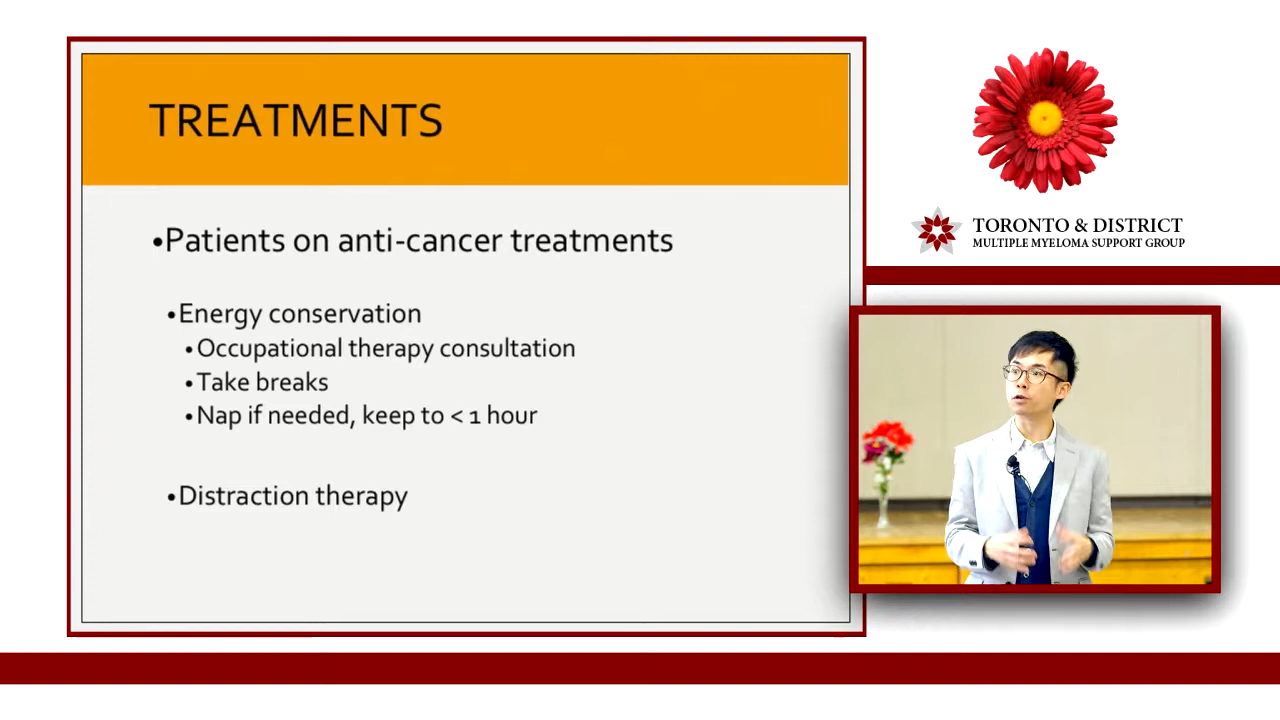 TREATMENTS
•Patients on anti-cancer treatments
•Energy conservation
•Occupational therapy consultation
•Take breaks
•Nap if needed, keep to < 1 hour
•Distraction therapy
TORONTO & DISTRICT
MULTIPLE MYELOMA SUPPORT GROUP